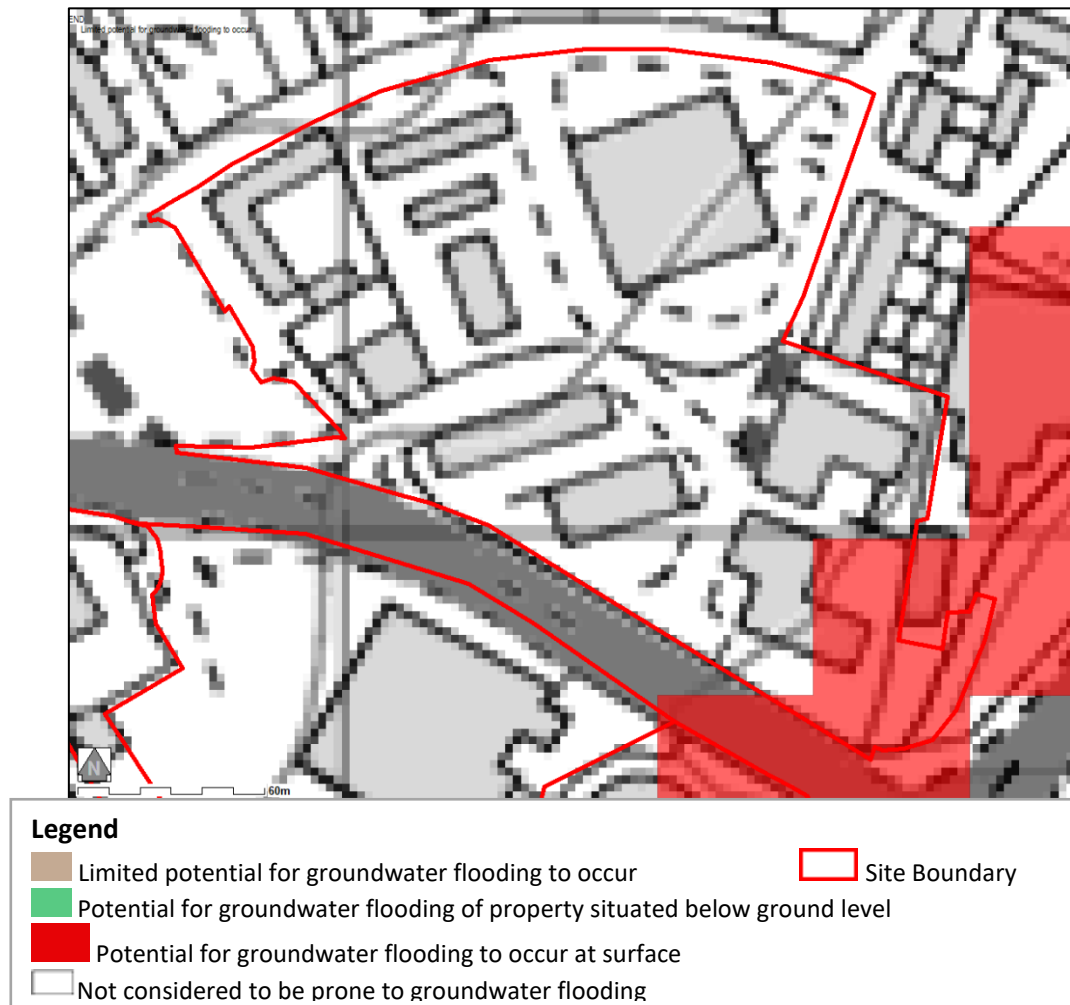 END
Limited potential for groundwater flooding to occur
N
60m
Legend
Limited potential for groundwater flooding to occur
Site Boundary
Potential for groundwater flooding of property situated below ground level
Potential for groundwater flooding to occur at surface
Not considered to be prone to groundwater flooding